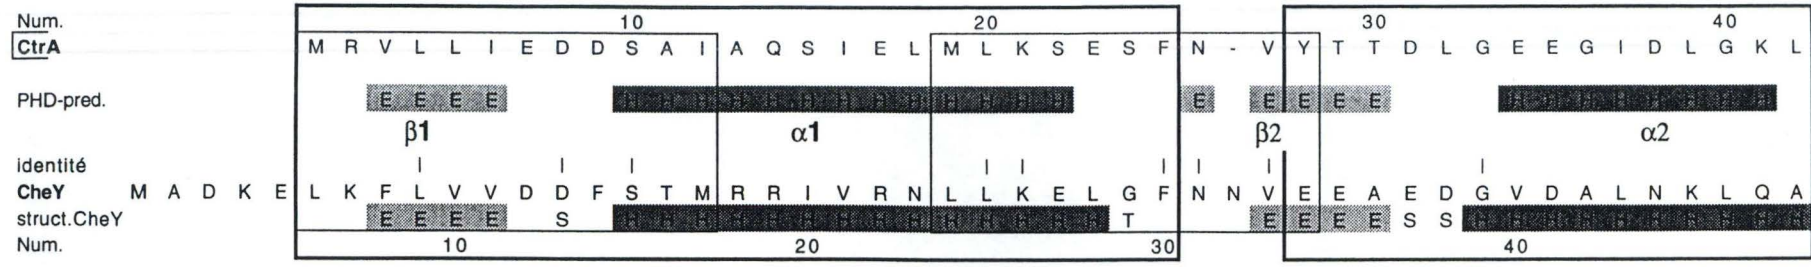 Num. 10 20 30 40
CtrA M R V L L I E D D S A I A Q S I E L M L K S E S F N - V Y T T D L G E E G I D L G K L
PHD-pred. E E E E H H H H H H H H H H H H H E E E E E H H H H H H H H
β1 α1 β2 α2
identité | | | | | | | | |
CheY M A D K E L K F L V V D D F S T M R R I V R N L L K E L G F N N V E E A E D G V D A L N K L Q A
struct.CheY E E E E S H H H H H H H H H H H H H H T E E E E S S H H H H H H H H H H
Num. 10 20 30 40